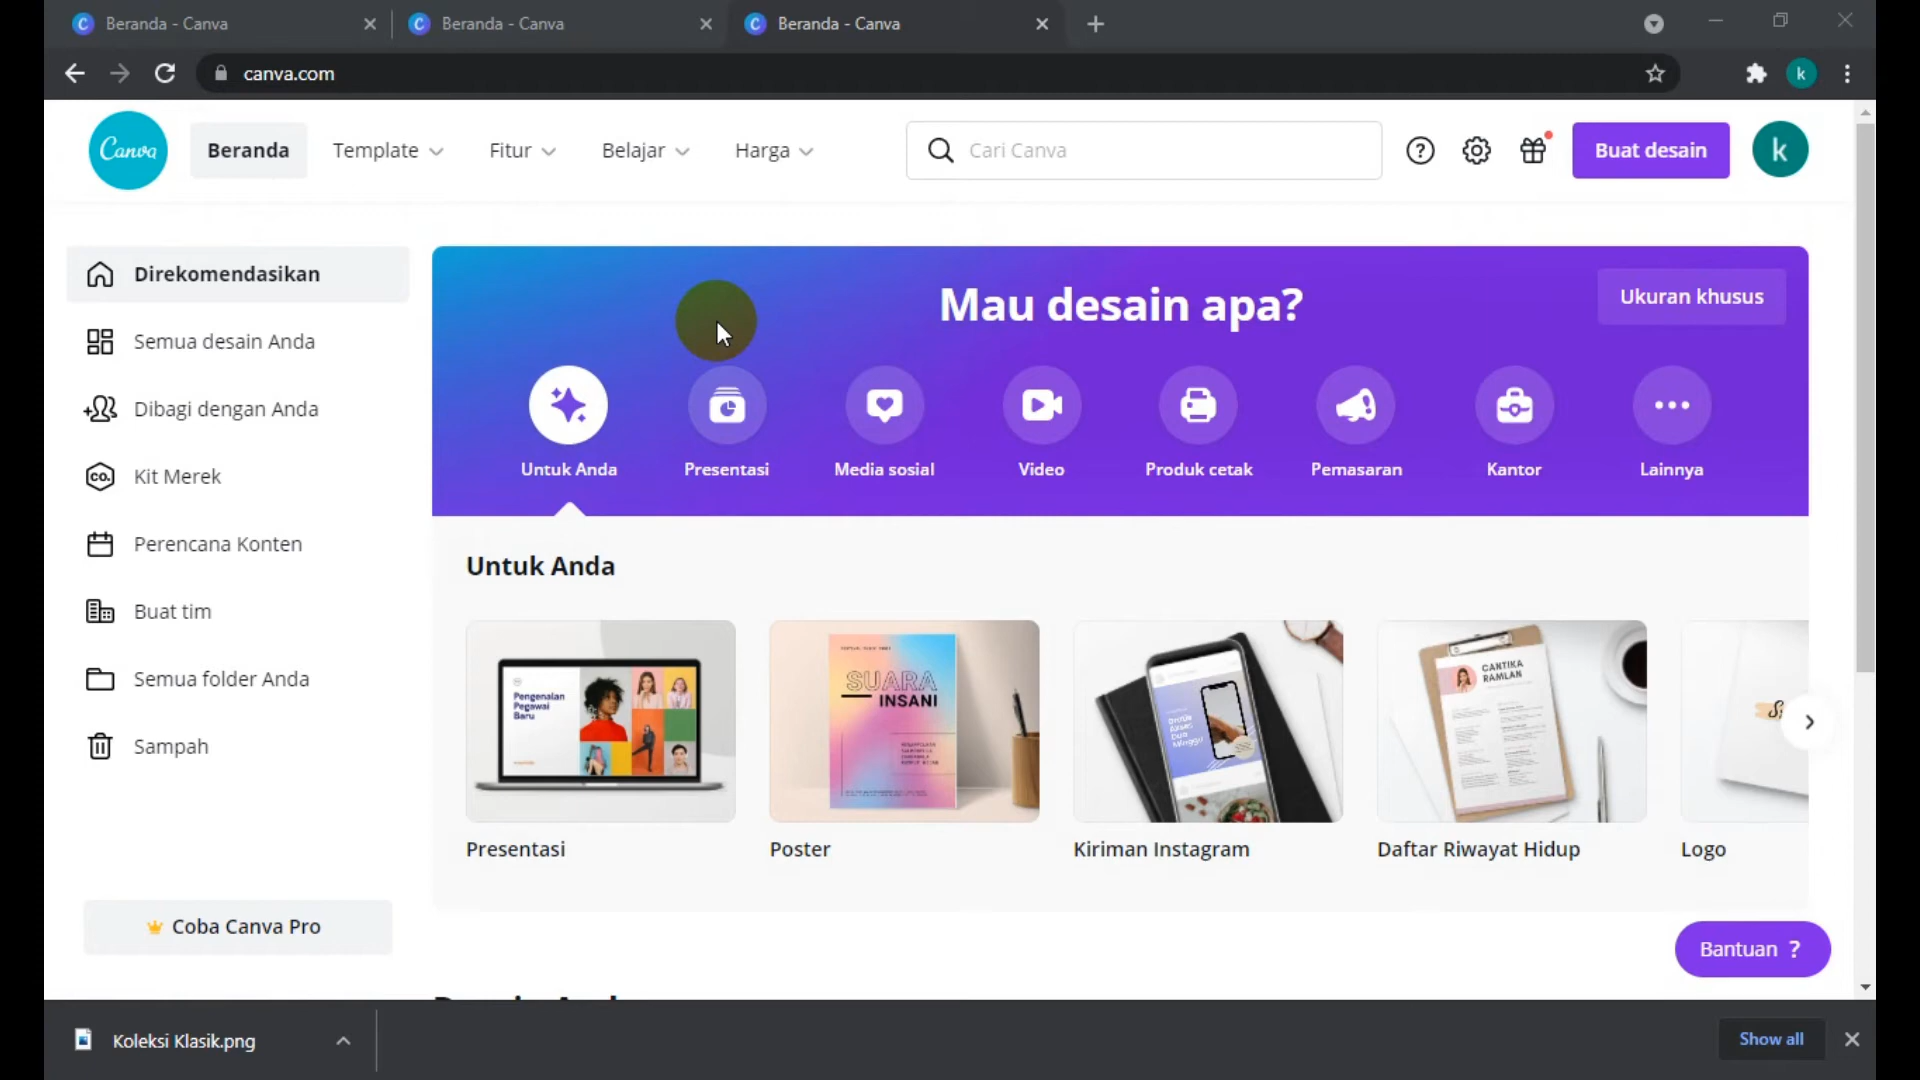 Beranda - Canva
Beranda - Canva
Beranda - Canva
canva.com
k
Canva
Beranda
Template
Fitur
Belajar
Harga
Cari Canva
Buat desain
k
Direkomendasikan
Semua desain Anda
Dibagi dengan Anda
CO.
Kit Merek
Perencana Konten
Buat tim
Semua folder Anda
Sampah
Coba Canva Pro
Mau desain apa?
Ukuran khusus
Untuk Anda
Presentasi
Media sosial
Video
Produk cetak
Pemasaran
Kantor
Lainnya
Untuk Anda
Pengenalan
Pegawai
Baru
SUARA
INSANI
CANTIKA
RAMLAN
Presentasi
Poster
Kiriman Instagram
Daftar Riwayat Hidup
Logo
Bantuan ?
Koleksi Klasik.png
Show all